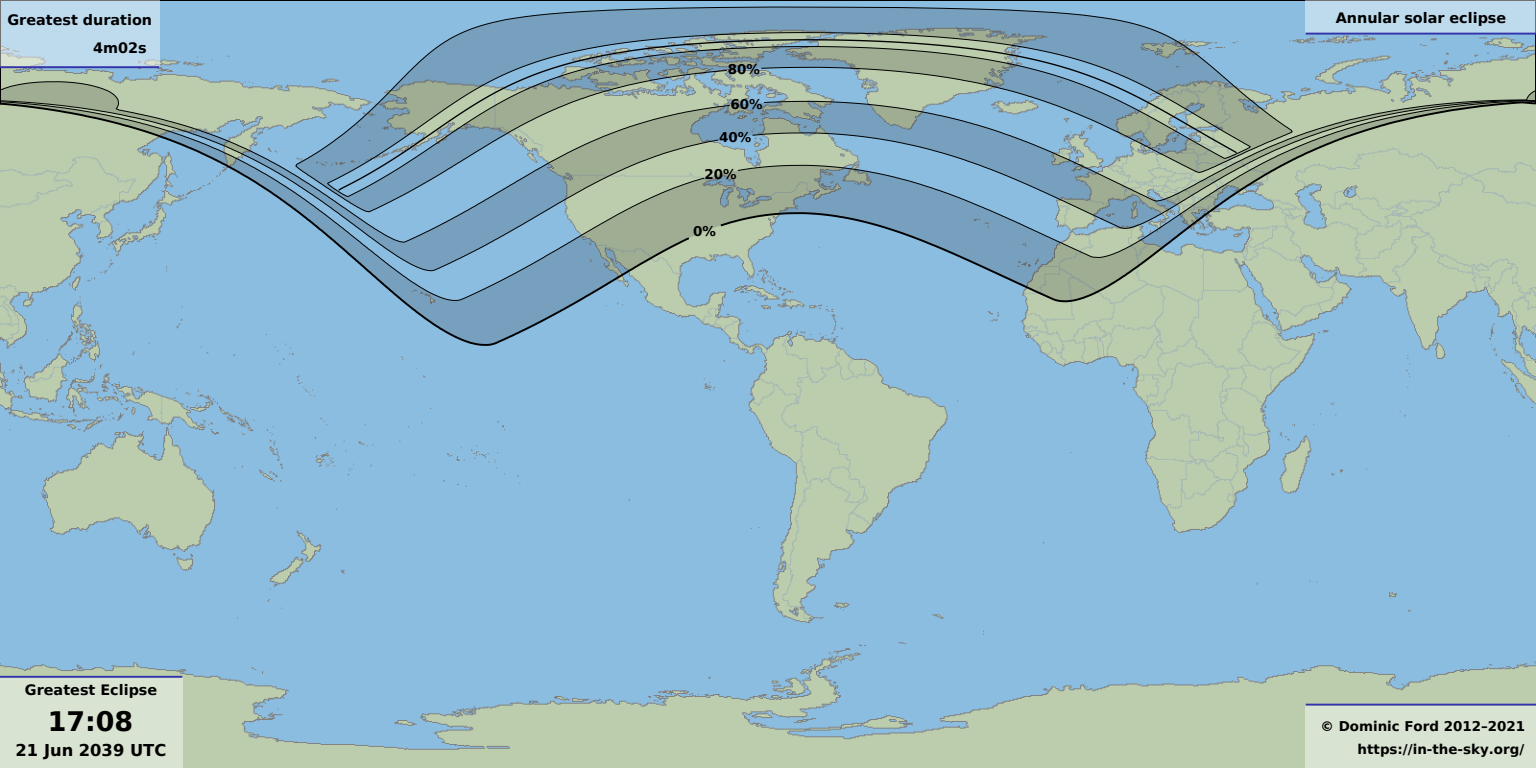 Greatest duration
4m02s
Annular solar eclipse
80%
60%
40%
20%
0%
Greatest Eclipse
17:08
21 Jun 2039 UTC
© Dominic Ford 2012–2021
https://in-the-sky.org/